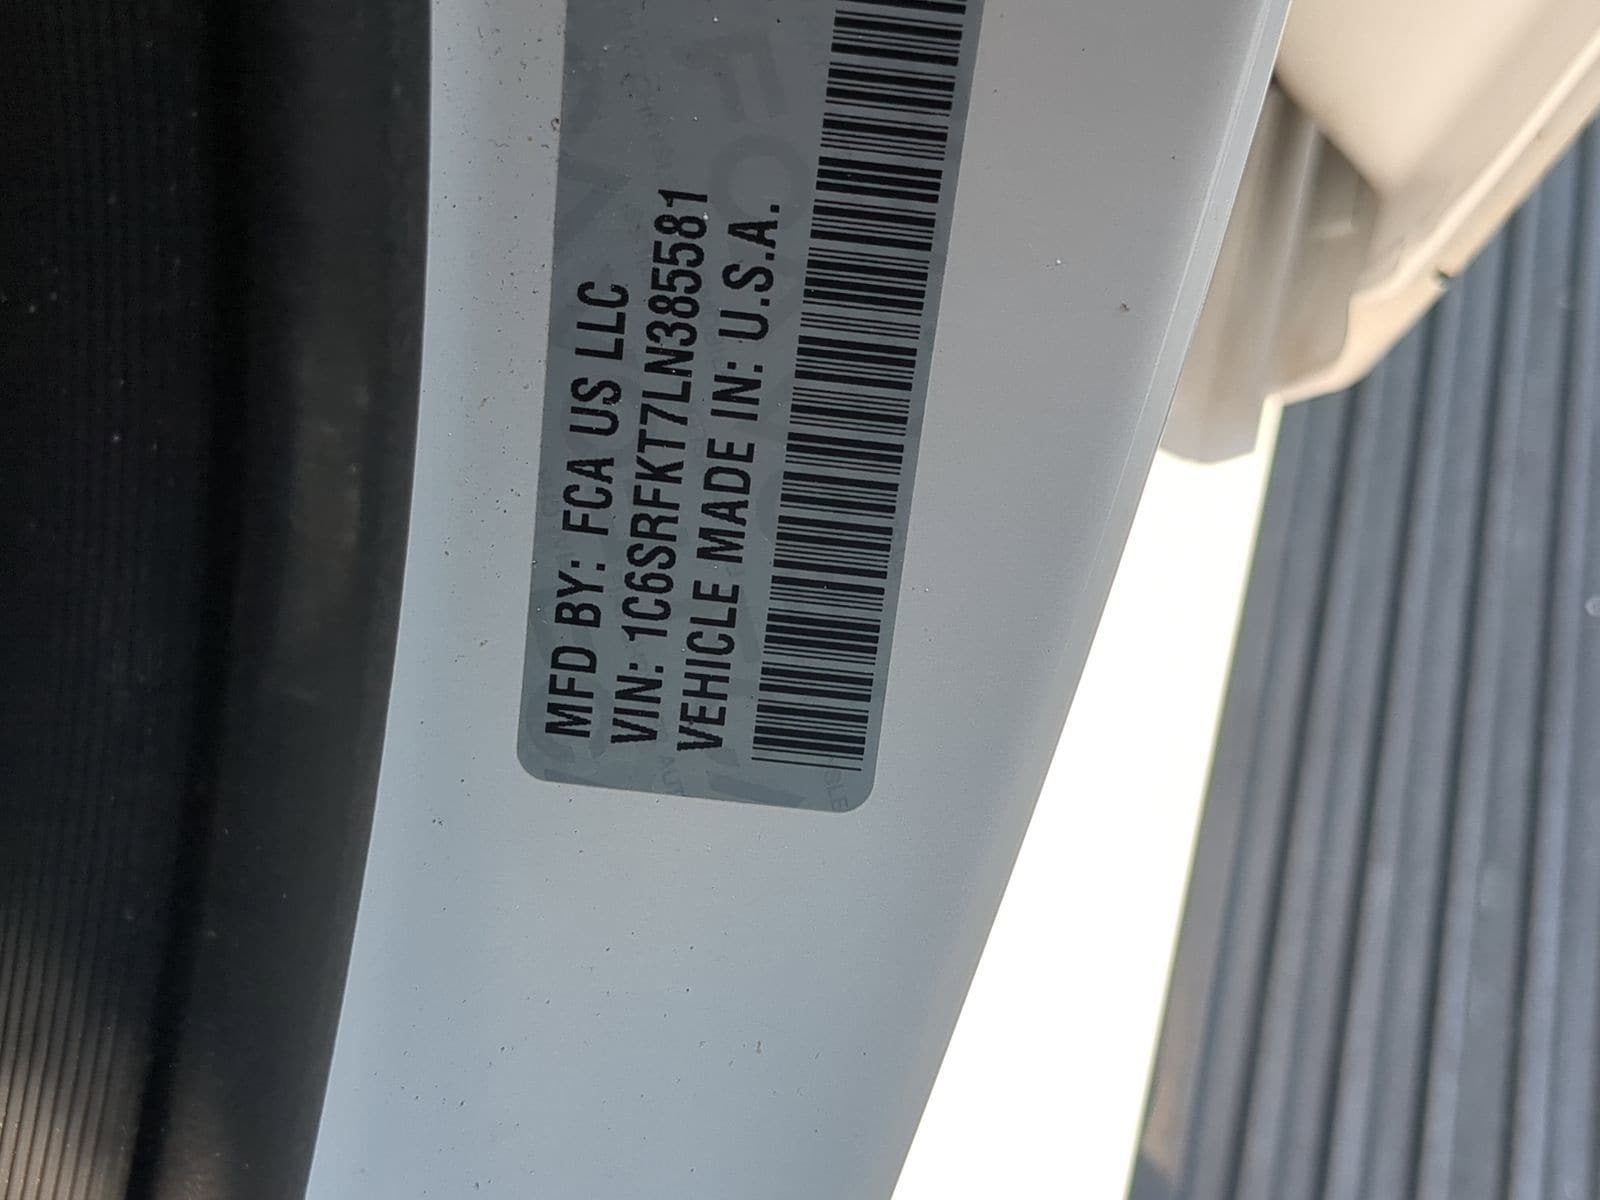 MFD BY: FCA US LLC
VIN: 1C6SRFKT7LN385581
VEHICLE MADE IN: U.S.A.